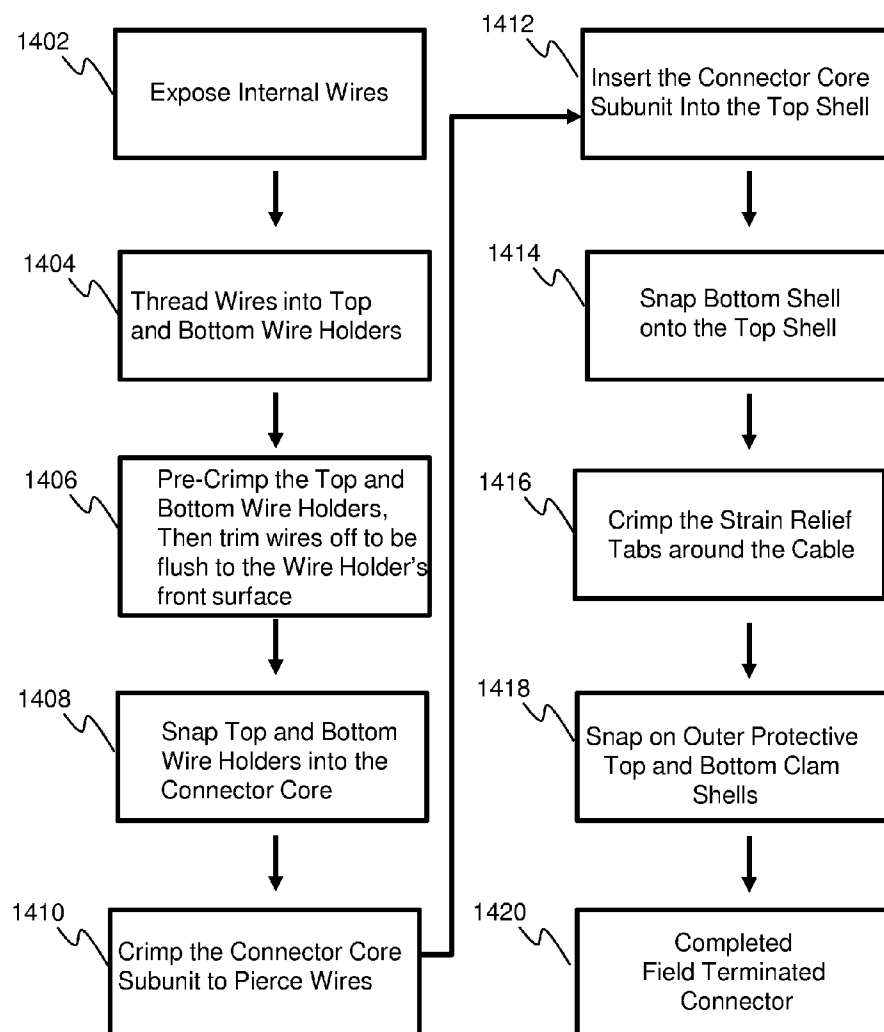 1402
Expose Internal Wires
1404
Thread Wires into Top
and Bottom Wire Holders
1406
Pre-Crimp the Top and
Bottom Wire Holders,
Then trim wires off to be
flush to the Wire Holder's
front surface
1408
Snap Top and Bottom
Wire Holders into the
Connector Core
1410
Crimp the Connector Core
Subunit to Pierce Wires
1412
Insert the Connector Core
Subunit Into the Top Shell
1414
Snap Bottom Shell
onto the Top Shell
1416
Crimp the Strain Relief
Tabs around the Cable
1418
Snap on Outer Protective
Top and Bottom Clam
Shells
1420
Completed
Field Terminated
Connector